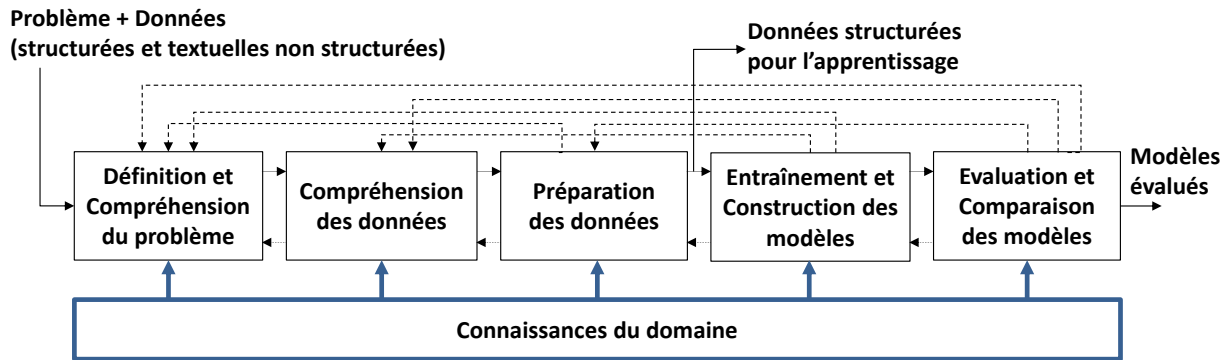 Problème + Données
(structurées et textuelles non structurées)
Données structurées
pour l'apprentissage
Définition et
Compréhension
du problème
Compréhension
des données
Préparation
des données
Entraînement et
Construction des
modèles
Evaluation et
Comparaison
des modèles
Modèles
évalués
Connaissances du domaine